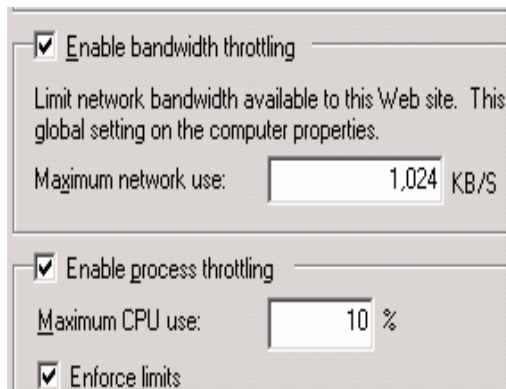 Enable bandwidth throttling
Limit network bandwidth available to this Web site. This
global setting on the computer properties.
Maximum network use: 1,024 KB/S
Enable process throttling
Maximum CPU use: 10 %
Enforce limits